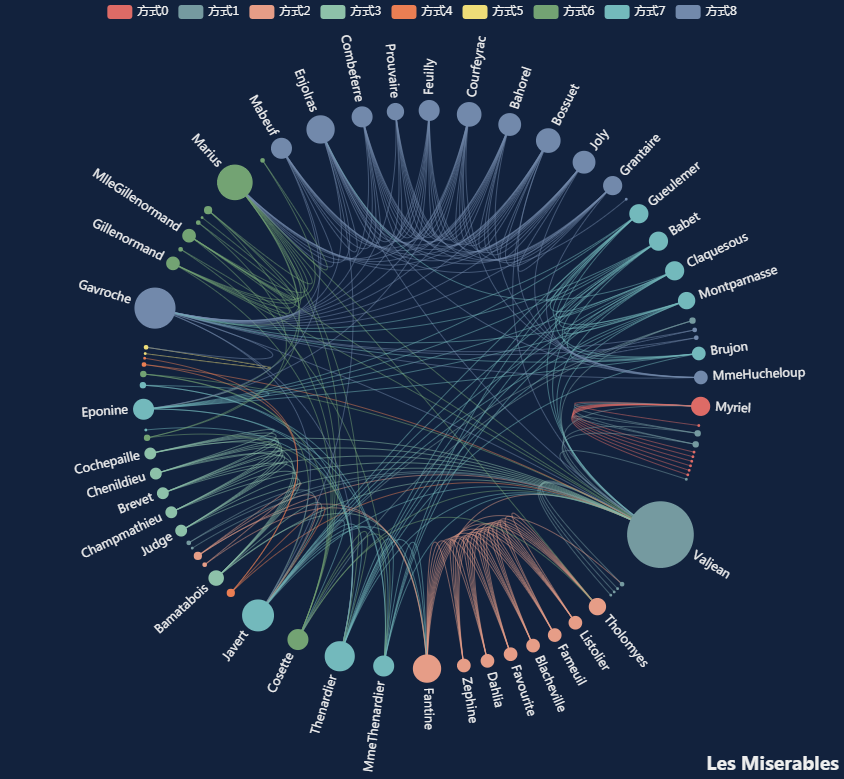 方式0 方式1 方式2 方式3 方式4 方式5 方式6 方式7 方式8
Combeferre
Prouvaire
Feuilly
Courfeyrac
Enjolras
Bahorel
Mabeuf
Bossuet
Joly
Marius
Grantaire
Gueulemer
MlleGillenormand
Babet
Gillenormand
Claquesous
Gavroche
Montparnasse
Brujon
MmeHucheloup
Eponine
Myriel
Cochepaille
Chenildieu
Brevet
Champmathieu
Judge
Valjean
Bamatabois
Tholomyes
Javert
Listolier
Cosette
Fameuil
Blacheville
Favourite
Dahlia
Zephine
Thenardier
Fantine
MmeThenardier
Les Miserables